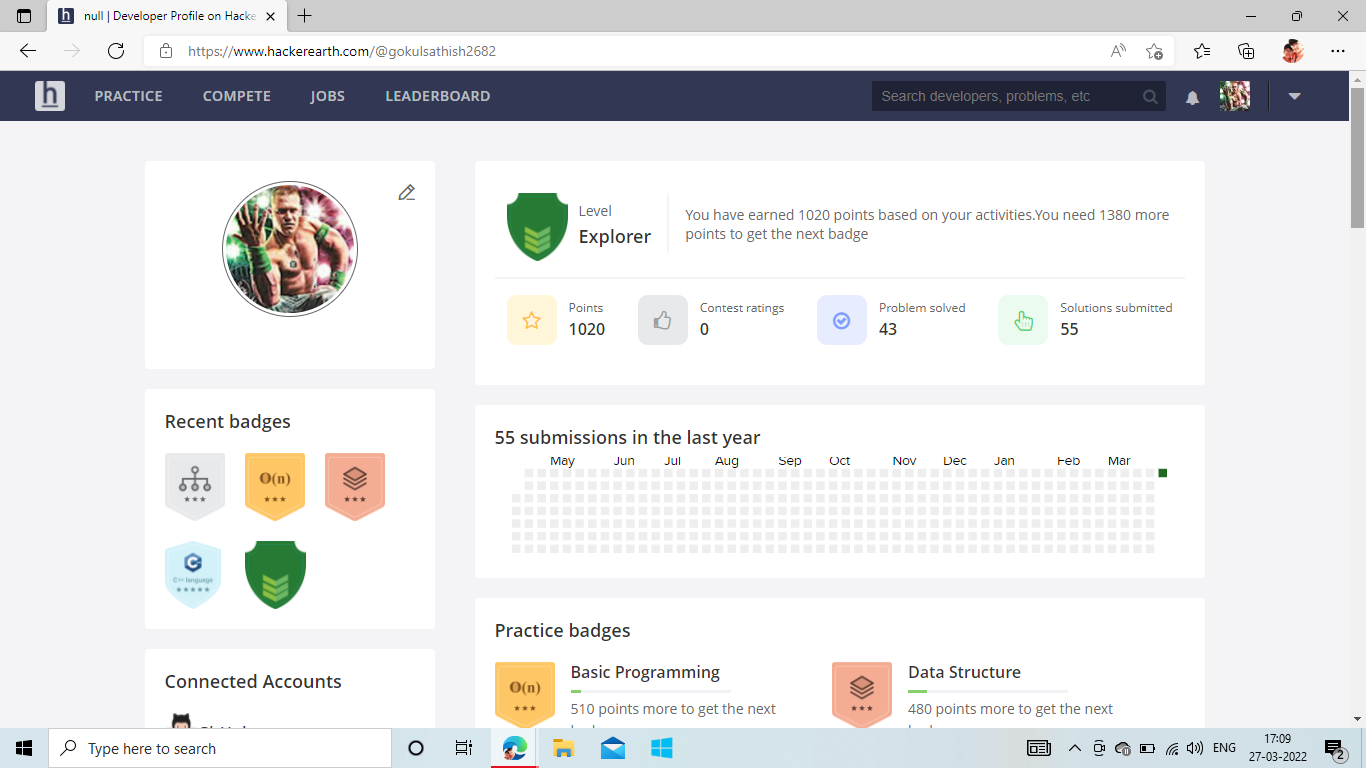 null | Developer Profile on Hacke
https://www.hackerearth.com/@gokulsathish2682
h PRACTICE COMPETE JOBS LEADERBOARD Search developers, problems, etc
Level
Explorer
You have earned 1020 points based on your activities.You need 1380 more
points to get the next badge
Points Contest ratings Problem solved Solutions submitted
1020 0 43 55
Recent badges
O(n)
C++ language
55 submissions in the last year
May Jun Jul Aug Sep Oct Nov Dec Jan Feb Mar
Practice badges
O(n)
Basic Programming
510 points more to get the next
Data Structure
480 points more to get the next
Connected Accounts
Type here to search
ENG
17:09
27-03-2022
2